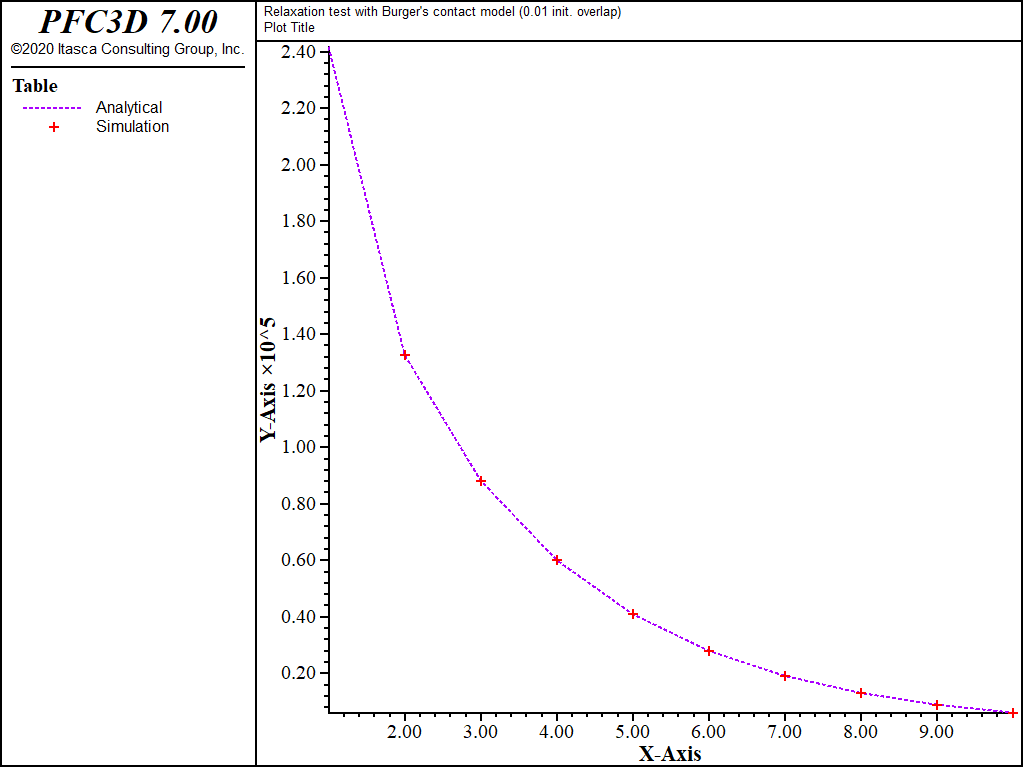 PFC3D 7.00
©2020 Itasca Consulting Group, Inc.
Table
Analytical
Simulation
Relaxation test with Burger's contact model (0.01 init. overlap)
Plot Title
2.40
2.20
2.00
1.80
1.60
1.40
1.20
1.00
0.80
0.60
0.40
0.20
Y-Axis ×10^5
2.00 3.00 4.00 5.00 6.00 7.00 8.00 9.00
X-Axis